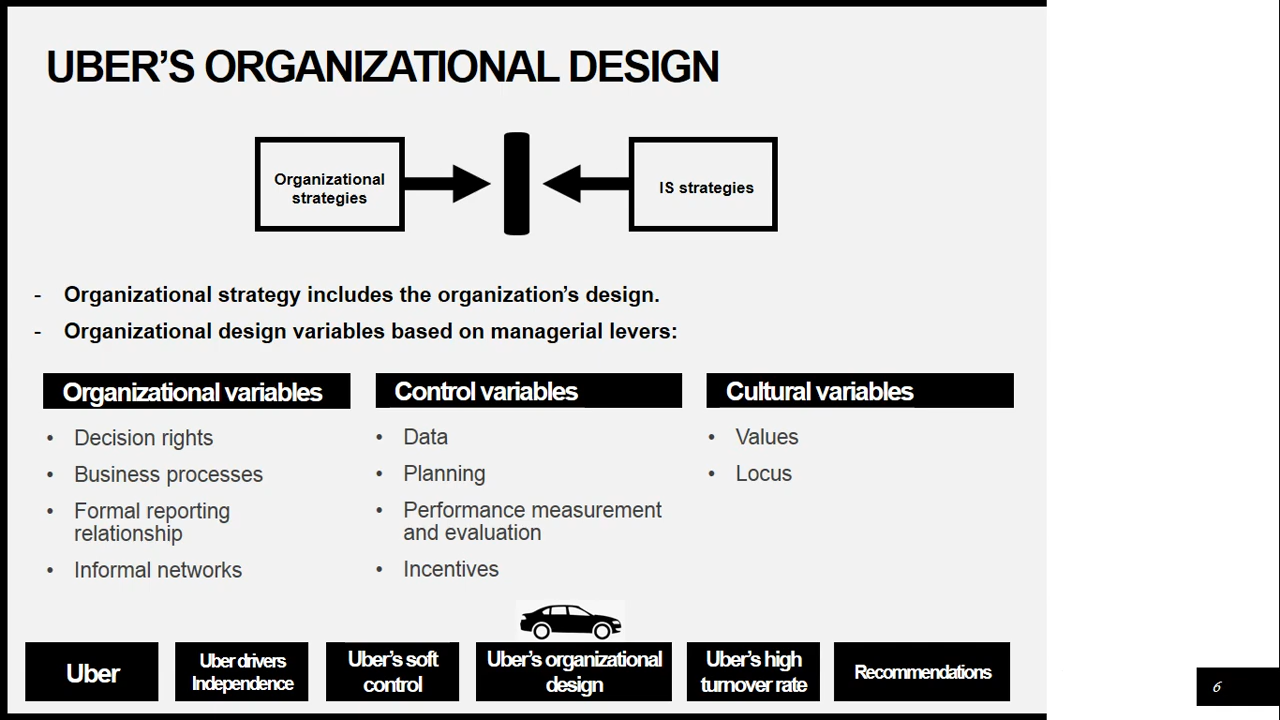 UBER’S ORGANIZATIONAL DESIGN
Organizational
strategies
IS strategies
- Organizational strategy includes the organization’s design.
- Organizational design variables based on managerial levers:
Organizational variables
• Decision rights
• Business processes
• Formal reporting
relationship
• Informal networks
Control variables
• Data
• Planning
• Performance measurement
and evaluation
• Incentives
Cultural variables
• Values
• Locus
Uber
Uber drivers
Independence
Uber’s soft
control
Uber’s organizational
design
Uber’s high
turnover rate
Recommendations
6